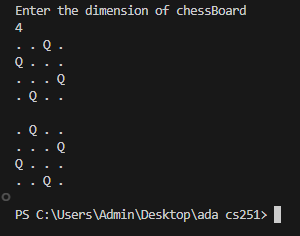 Enter the dimension of chessBoard
4
. . Q .
Q . . .
. . . Q
. Q . .
. Q . .
. . . Q
Q . . .
. . Q .
PS C:\Users\Admin\Desktop\ada cs251>